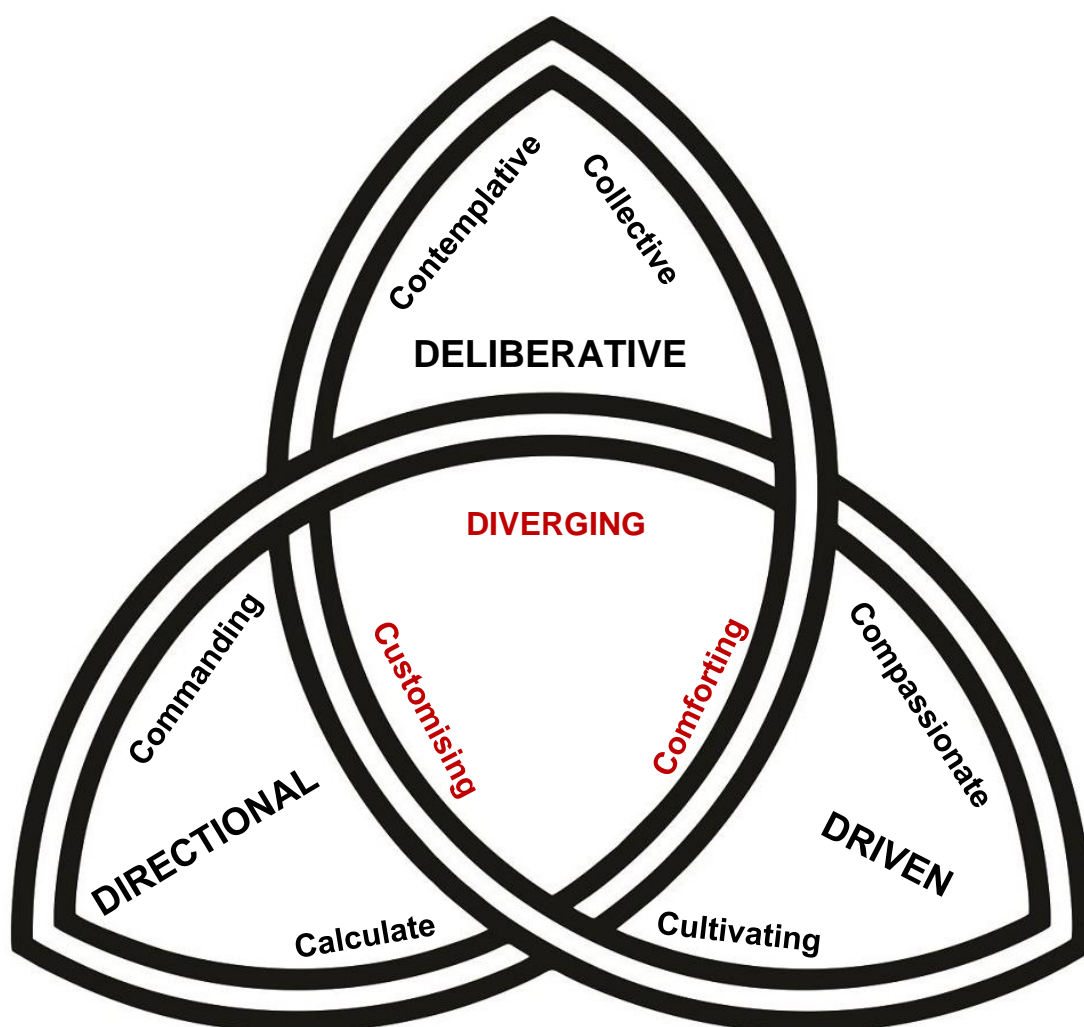 Contemplative
Collective
DELIBERATIVE
DIVERGING
Customising
Comforting
Commanding
DIRECTIONAL
Calculate
Compassionate
DRIVEN
Cultivating